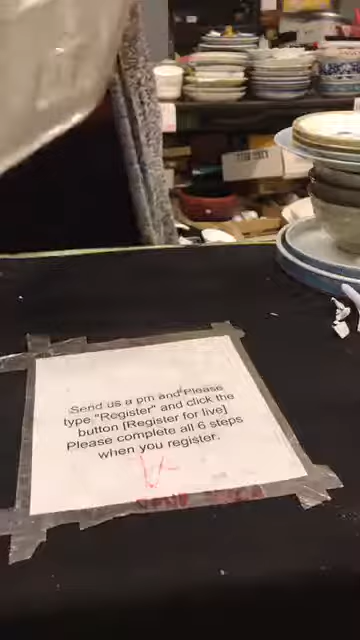 Send us a pm and Please
type "Register" and click the
button [Register for live]
Please complete all 6 steps
when you register.